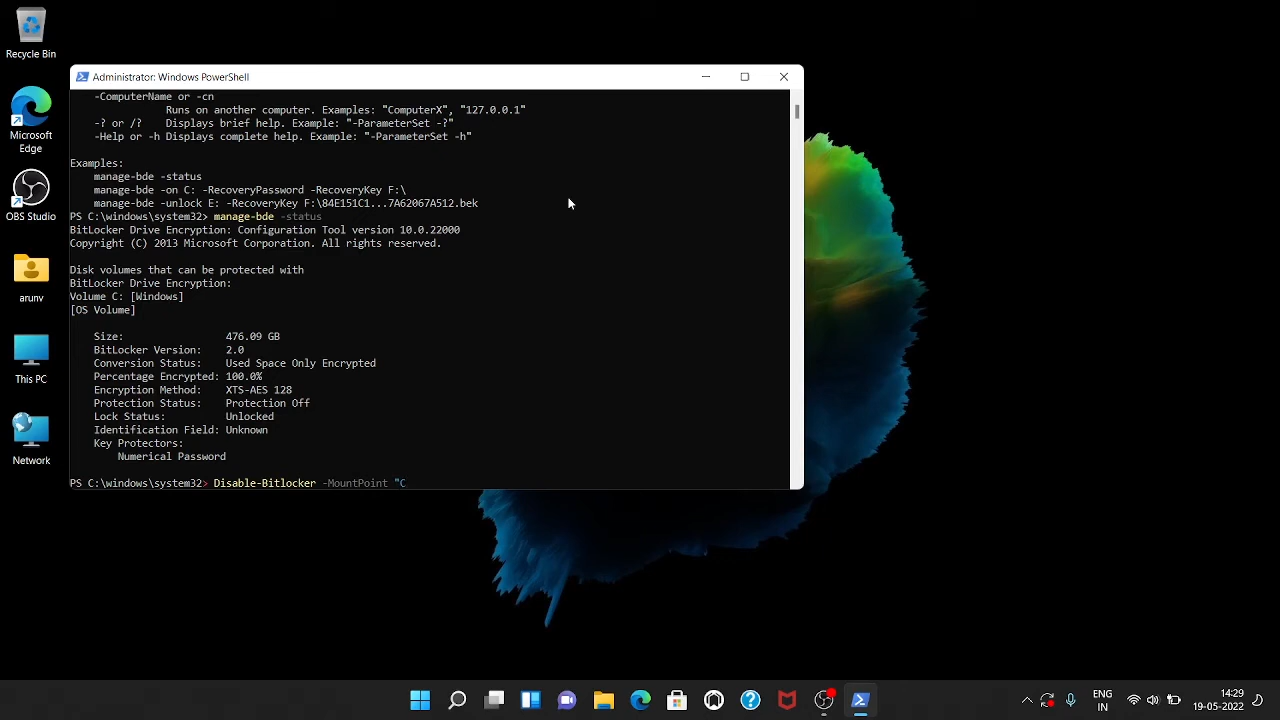 Recycle Bin
Microsoft
Edge
OBS Studio
arunv
This PC
Network
Administrator: Windows PowerShell
-ComputerName or -cn
Runs on another computer. Examples: "ComputerX", "127.0.0.1"
-? or /? Displays brief help. Example: "-ParameterSet -?"
-Help or -h Displays complete help. Example: "-ParameterSet -h"
Examples:
manage-bde -status
manage-bde -on C: -RecoveryPassword -RecoveryKey F:\
manage-bde -unlock E: -RecoveryKey F:\84E151C1...7A62067A512.bek
PS C:\windows\system32> manage-bde -status
BitLocker Drive Encryption: Configuration Tool version 10.0.22000
Copyright (C) 2013 Microsoft Corporation. All rights reserved.
Disk volumes that can be protected with
BitLocker Drive Encryption:
Volume C: [Windows]
[OS Volume]
Size: 476.09 GB
BitLocker Version: 2.0
Conversion Status: Used Space Only Encrypted
Percentage Encrypted: 100.0%
Encryption Method: XTS-AES 128
Protection Status: Protection Off
Lock Status: Unlocked
Identification Field: Unknown
Key Protectors:
Numerical Password
PS C:\windows\system32> Disable-Bitlocker -MountPoint "C
ENG
IN
14:29
19-05-2022